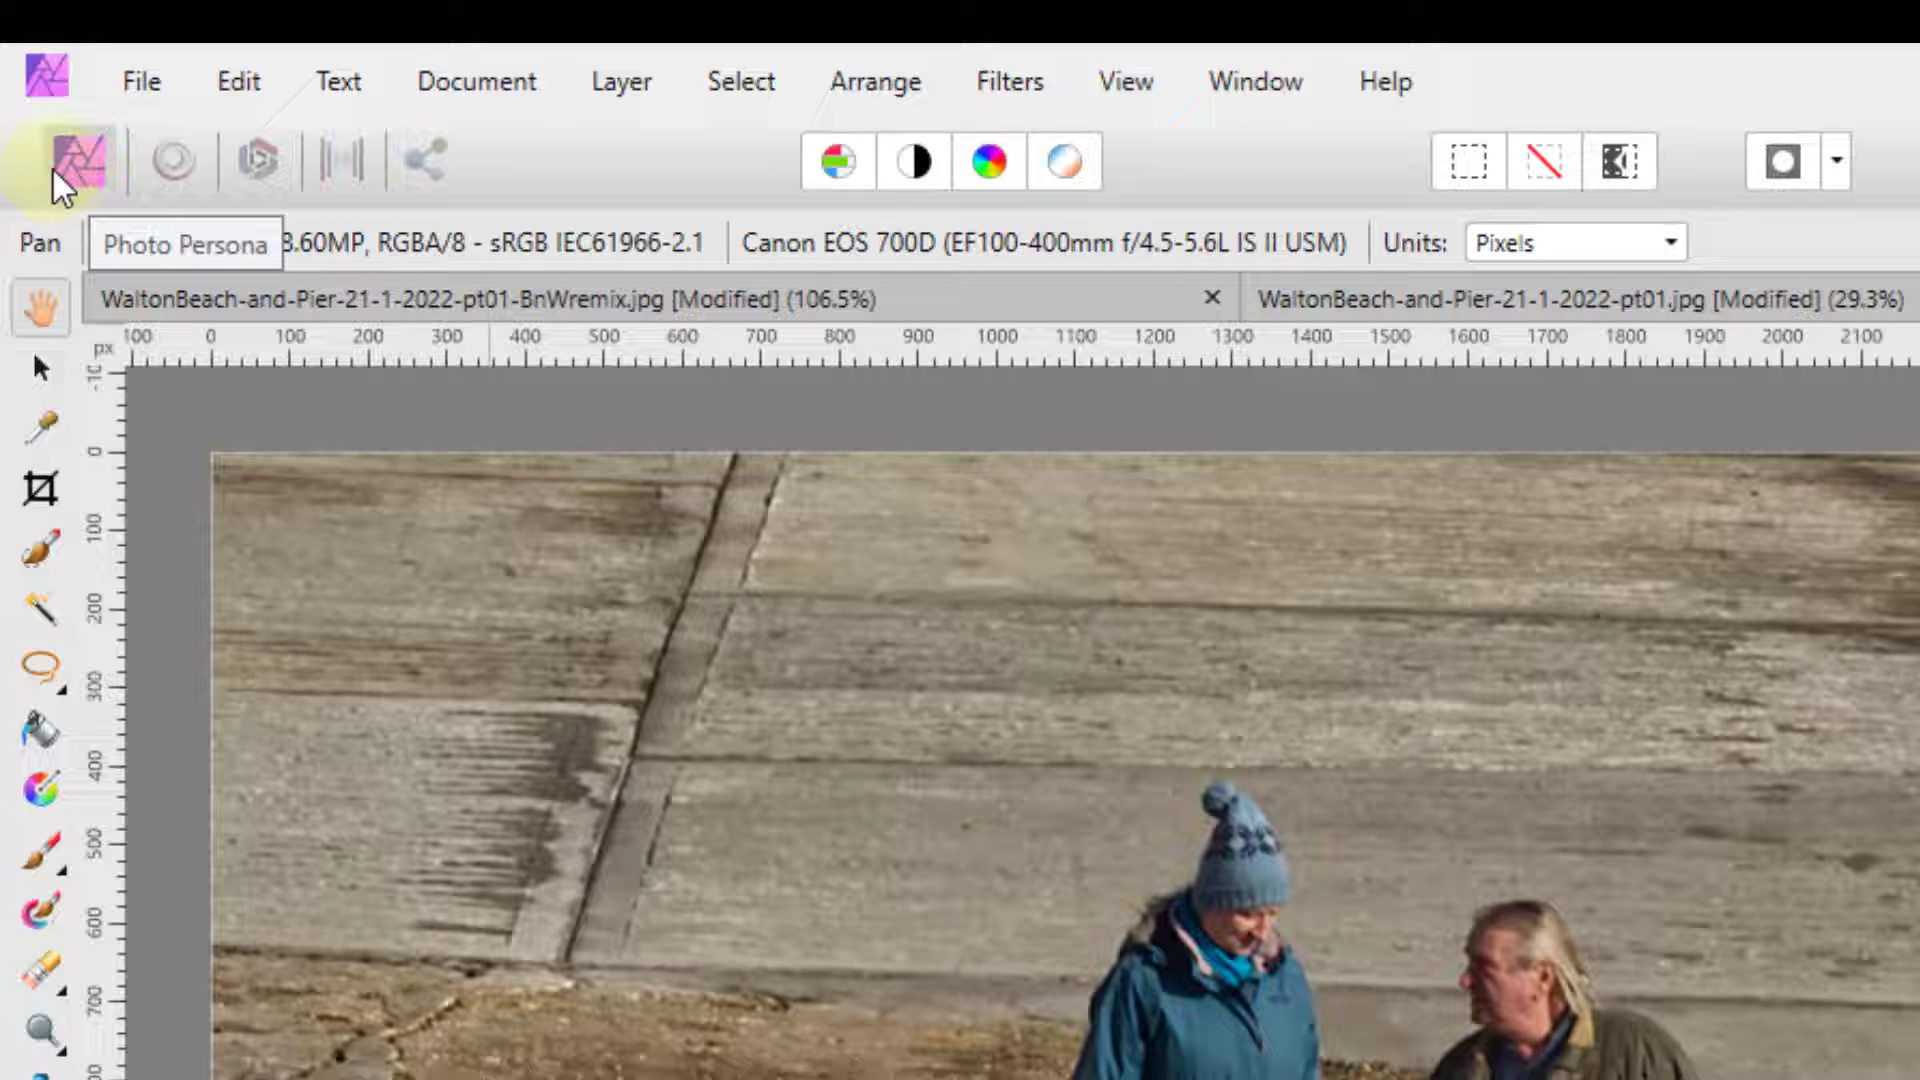 File Edit Text Document Layer Select Arrange Filters View Window Help
Pan Photo Persona 8.60MP, RGBA/8 - sRGB IEC61966-2.1 Canon EOS 700D (EF100-400mm f/4.5-5.6L IS II USM) Units: Pixels
WaltonBeach-and-Pier-21-1-2022-pt01-BnWremix.jpg [Modified] (106.5%) WaltonBeach-and-Pier-21-1-2022-pt01.jpg [Modified] (29.3%)
px 100 0 100 200 300 400 500 600 700 800 900 1000 1100 1200 1300 1400 1500 1600 1700 1800 1900 2000 2100
0
100
200
300
400
500
600
700